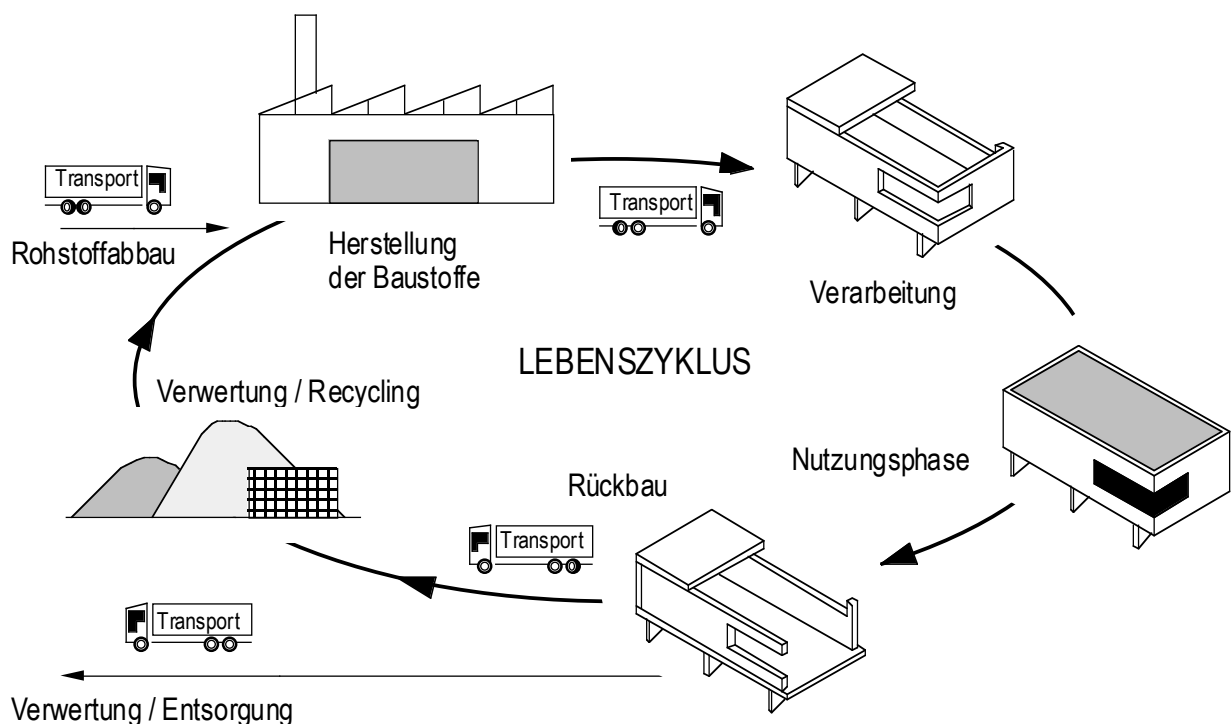 Transport
Rohstoffabbau
Herstellung
der Baustoffe
Transport
Verarbeitung
LEBENSZYKLUS
Verwertung / Recycling
Nutzungsphase
Rückbau
Transport
Transport
Verwertung / Entsorgung